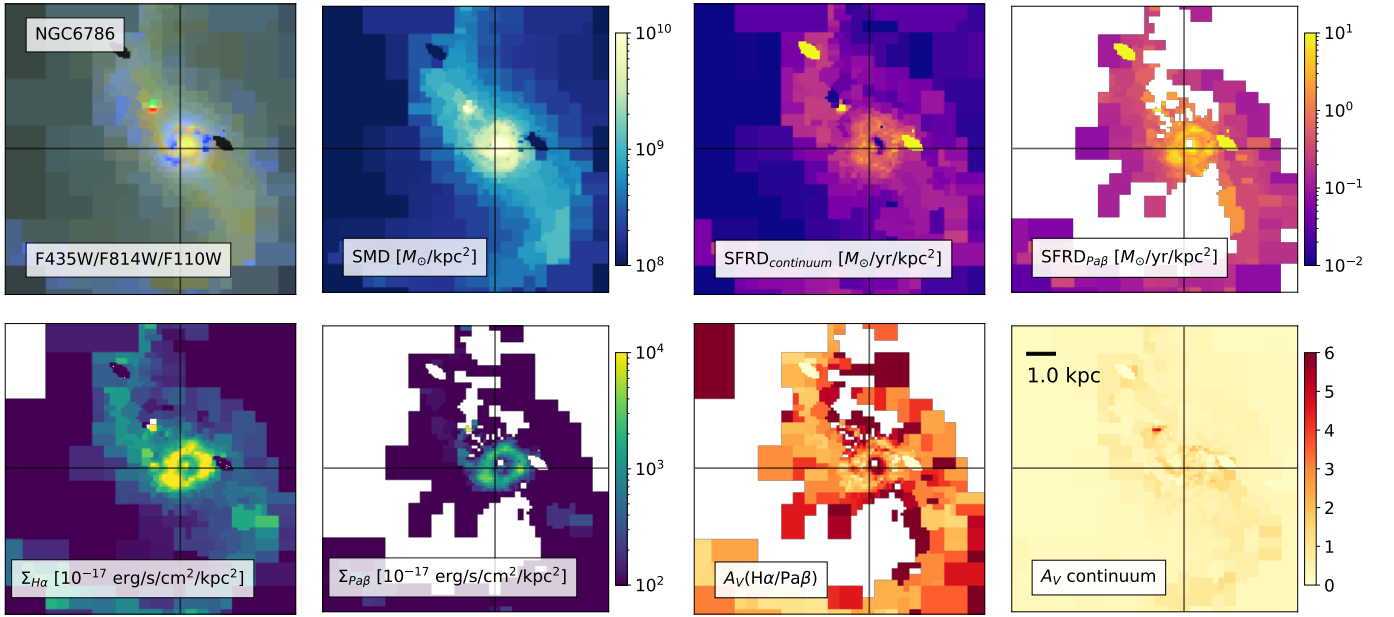 NGC6786
F435W/F814W/F110W
SMD [M⊙/kpc²]
10¹⁰
10⁹
10⁸
SFRD_continuum [M⊙/yr/kpc²]
SFRD_Paβ [M⊙/yr/kpc²]
10¹
10⁰
10⁻¹
10⁻²
Σ_Hα [10⁻¹⁷ erg/s/cm²/kpc²]
Σ_Paβ [10⁻¹⁷ erg/s/cm²/kpc²]
10⁴
10³
10²
A_V(Hα/Paβ)
1.0 kpc
A_V continuum
6
5
4
3
2
1
0